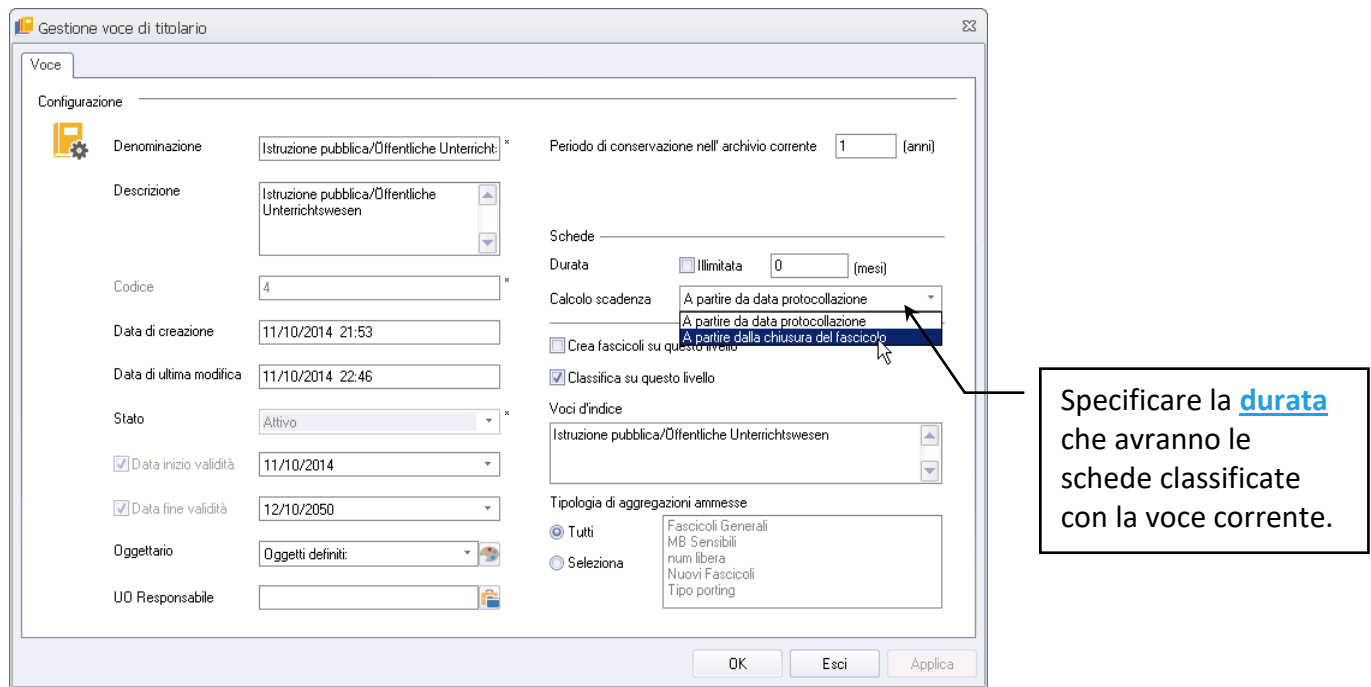 Gestione voce di titolario
Voce
Configurazione
Denominazione
Istruzione pubblica/Öffentliche Unterricht:
*
Descrizione
Istruzione pubblica/Öffentliche
Unterrichtswesen
Codice
4
*
Data di creazione
11/10/2014 21:53
Data di ultima modifica
11/10/2014 22:46
Stato
Attivo
*
Data inizio validità
11/10/2014
Data fine validità
12/10/2050
Oggettario
Oggetti definiti:
UO Responsabile
Periodo di conservazione nell' archivio corrente
1
(anni)
Schede
Durata
Illimitata
0
(mesi)
Calcolo scadenza
A partire da data protocollazione
A partire da data protocollazione
A partire dalla chiusura del fascicolo
Crea fascicoli su questo livello
Classifica su questo livello
Voci d'indice
Istruzione pubblica/Öffentliche Unterrichtswesen
Tipologia di aggregazioni ammesse
Tutti
Seleziona
Fascicoli Generali
MB Sensibili
num libera
Nuovi Fascicoli
Tipo porting
OK
Esci
Applica
Specificare la durata
che avranno le
schede classificate
con la voce corrente.